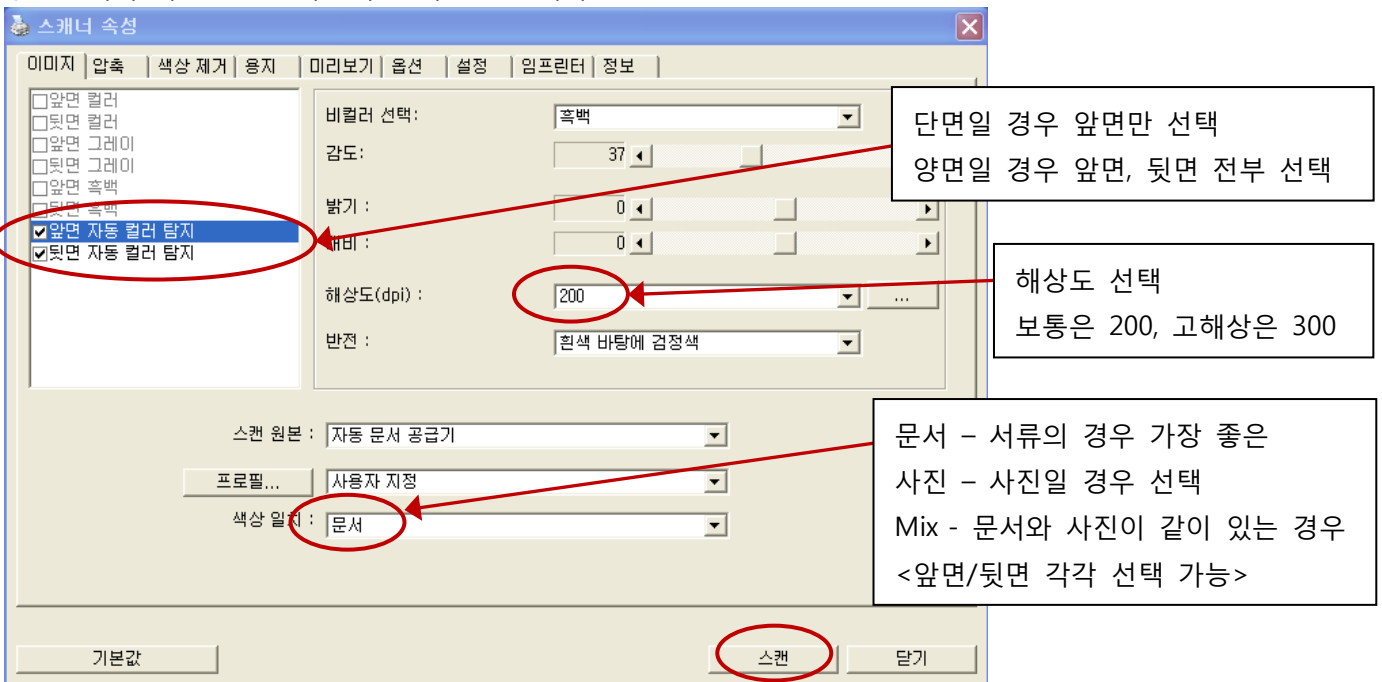 스캐너 속성
이미지 압축 색상 제거 용지 미리보기 옵션 설정 임프린터 정보
앞면 컬러
뒷면 컬러
앞면 그레이
뒷면 그레이
앞면 흑백
뒷면 흑백
앞면 자동 컬러 탐지
뒷면 자동 컬러 탐지
비컬러 선택: 흑백
감도: 37
밝기 : 0
대비 : 0
해상도(dpi) : 200 ...
반전 : 흰색 바탕에 검정색
스캔 원본 : 자동 문서 공급기
프로필... 사용자 지정
색상 일치 : 문서
기본값 스캔 닫기
단면일 경우 앞면만 선택
양면일 경우 앞면, 뒷면 전부 선택
해상도 선택
보통은 200, 고해상은 300
문서 – 서류의 경우 가장 좋은
사진 – 사진일 경우 선택
Mix - 문서와 사진이 같이 있는 경우
<앞면/뒷면 각각 선택 가능>